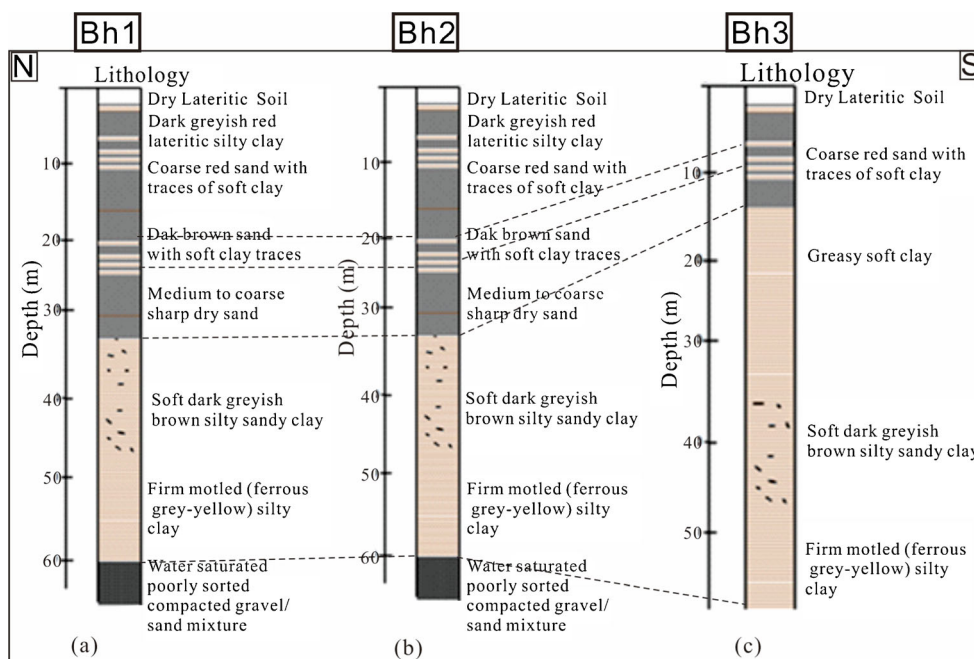 Bh1
Bh2
Bh3
N
S
Lithology
Dry Lateritic Soil
Dark greyish red
lateritic silty clay
Coarse red sand with
traces of soft clay
Dak brown sand
with soft clay traces
Medium to coarse
sharp dry sand
Soft dark greyish
brown silty sandy clay
Firm motled (ferrous
grey-yellow) silty
clay
Water saturated
poorly sorted
compacted gravel/
sand mixture
Depth (m)
10
20
30
40
50
60
(a)
Dry Lateritic Soil
Dark greyish red
lateritic silty clay
Coarse red sand with
traces of soft clay
Dak brown sand
with soft clay traces
Medium to coarse
sharp dry sand
Soft dark greyish
brown silty sandy clay
Firm motled (ferrous
grey-yellow) silty
clay
Water saturated
poorly sorted
compacted gravel/
sand mixture
Depth (m)
10
20
30
40
50
60
(b)
Lithology
Dry Lateritic Soil
Coarse red sand with
traces of soft clay
Greasy soft clay
Soft dark greyish
brown silty sandy clay
Firm motled (ferrous
grey-yellow) silty
clay
Depth (m)
10
20
30
40
50
(c)